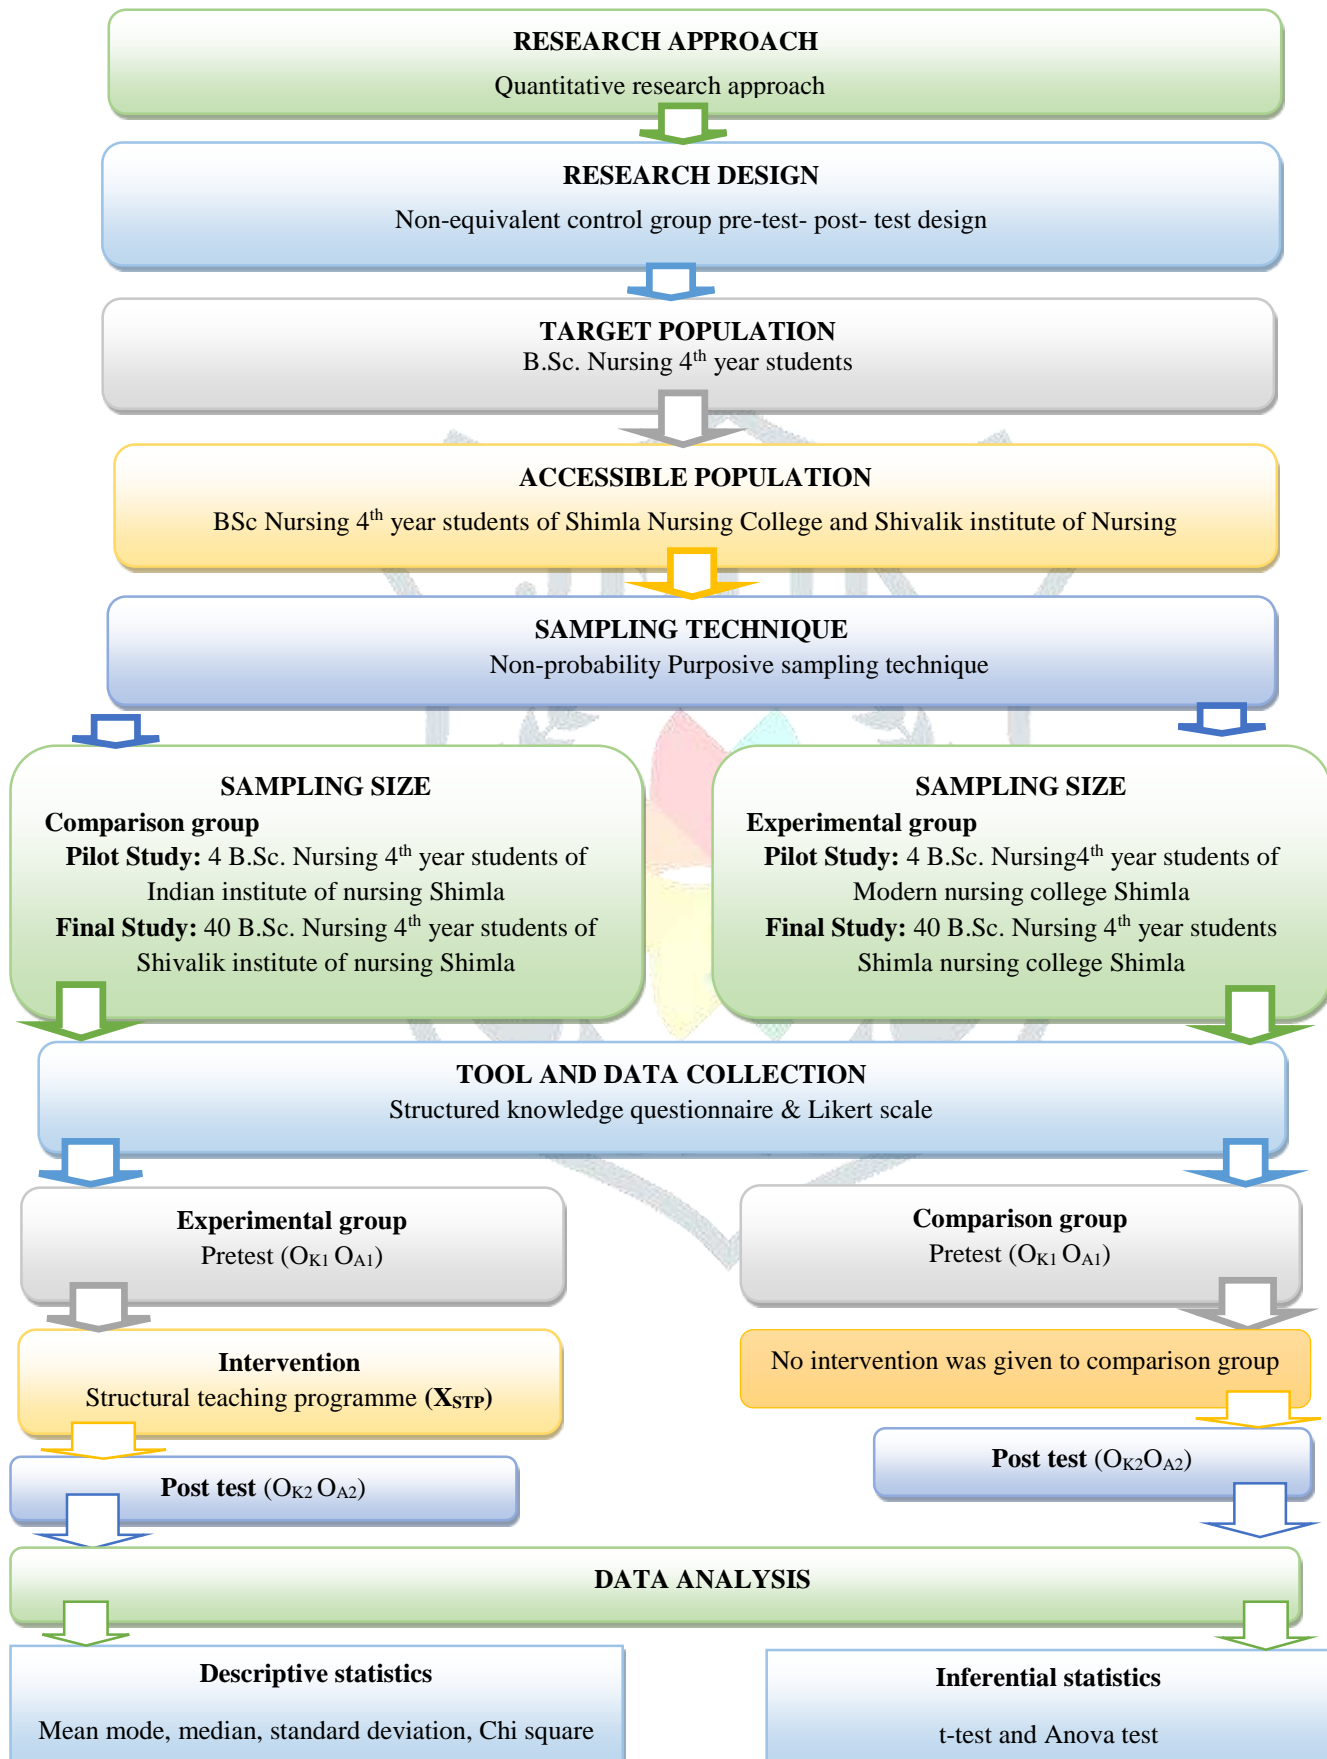 RESEARCH APPROACH
Quantitative research approach
RESEARCH DESIGN
Non-equivalent control group pre-test- post- test design
TARGET POPULATION
B.Sc. Nursing 4th year students
ACCESSIBLE POPULATION
BSc Nursing 4th year students of Shimla Nursing College and Shivalik institute of Nursing
SAMPLING TECHNIQUE
Non-probability Purposive sampling technique
SAMPLING SIZE
Comparison group
Pilot Study: 4 B.Sc. Nursing 4th year students of
Indian institute of nursing Shimla
Final Study: 40 B.Sc. Nursing 4th year students of
Shivalik institute of nursing Shimla
SAMPLING SIZE
Experimental group
Pilot Study: 4 B.Sc. Nursing4th year students of
Modern nursing college Shimla
Final Study: 40 B.Sc. Nursing 4th year students
Shimla nursing college Shimla
TOOL AND DATA COLLECTION
Structured knowledge questionnaire & Likert scale
Experimental group
Pretest (OK1 OA1)
Comparison group
Pretest (OK1 OA1)
Intervention
Structural teaching programme (XSTP)
No intervention was given to comparison group
Post test (OK2 OA2)
Post test (OK2OA2)
DATA ANALYSIS
Descriptive statistics
Mean mode, median, standard deviation, Chi square
Inferential statistics
t-test and Anova test